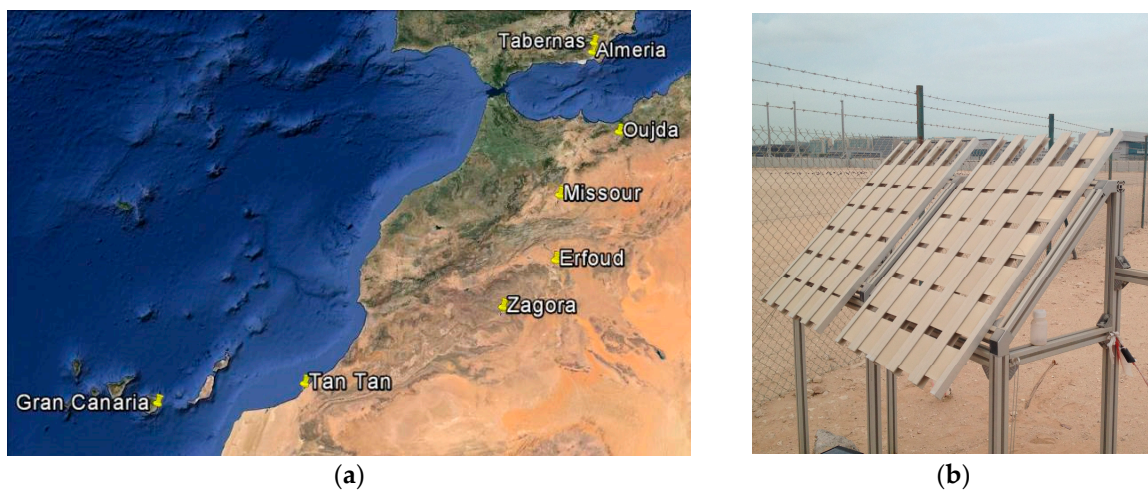 Tabernas
Almeria
Oujda
Missour
Erfoud
Zagora
Tan Tan
Gran Canaria
(a)
(b)